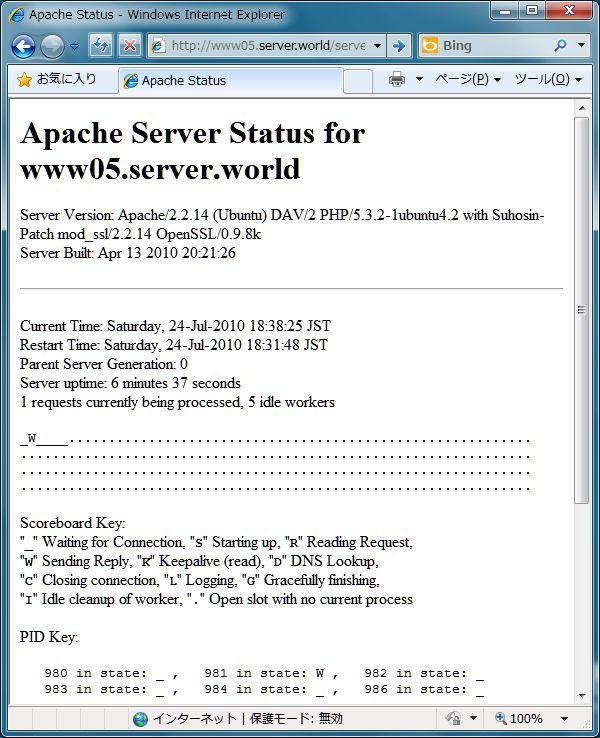 Apache Status - Windows Internet Explorer
http://www05.server.world/serve
Bing
お気に入り
Apache Status
ページ(P)
ツール(O)
Apache Server Status for
www05.server.world
Server Version: Apache/2.2.14 (Ubuntu) DAV/2 PHP/5.3.2-1ubuntu4.2 with Suhosin-
Patch mod_ssl/2.2.14 OpenSSL/0.9.8k
Server Built: Apr 13 2010 20:21:26
Current Time: Saturday, 24-Jul-2010 18:38:25 JST
Restart Time: Saturday, 24-Jul-2010 18:31:48 JST
Parent Server Generation: 0
Server uptime: 6 minutes 37 seconds
1 requests currently being processed, 5 idle workers
_W____..........................................................
................................................................
................................................................
................................................................
Scoreboard Key:
"_" Waiting for Connection, "S" Starting up, "R" Reading Request,
"W" Sending Reply, "K" Keepalive (read), "D" DNS Lookup,
"C" Closing connection, "L" Logging, "G" Gracefully finishing,
"I" Idle cleanup of worker, "." Open slot with no current process
PID Key:
980 in state: _ , 981 in state: W , 982 in state: _
983 in state: _ , 984 in state: _ , 986 in state: _
インターネット | 保護モード: 無効
100%